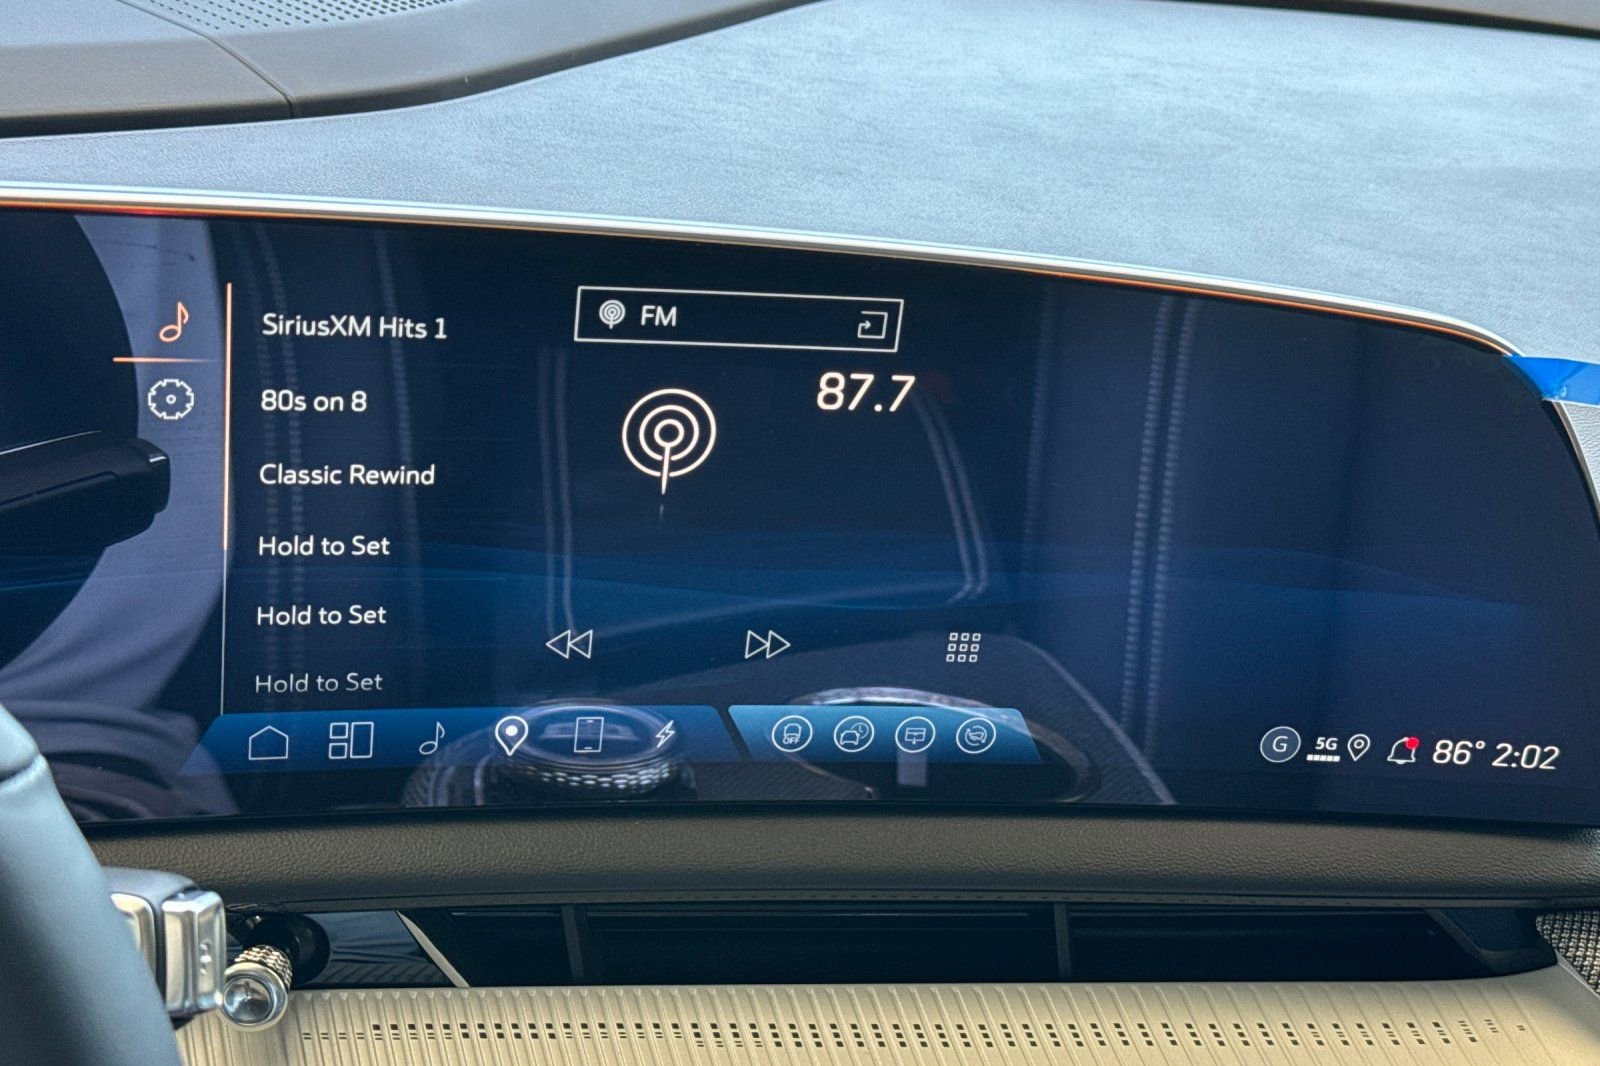 SiriusXM Hits 1
80s on 8
Classic Rewind
Hold to Set
Hold to Set
Hold to Set
FM
87.7
OFF
G
5G
86° 2:02